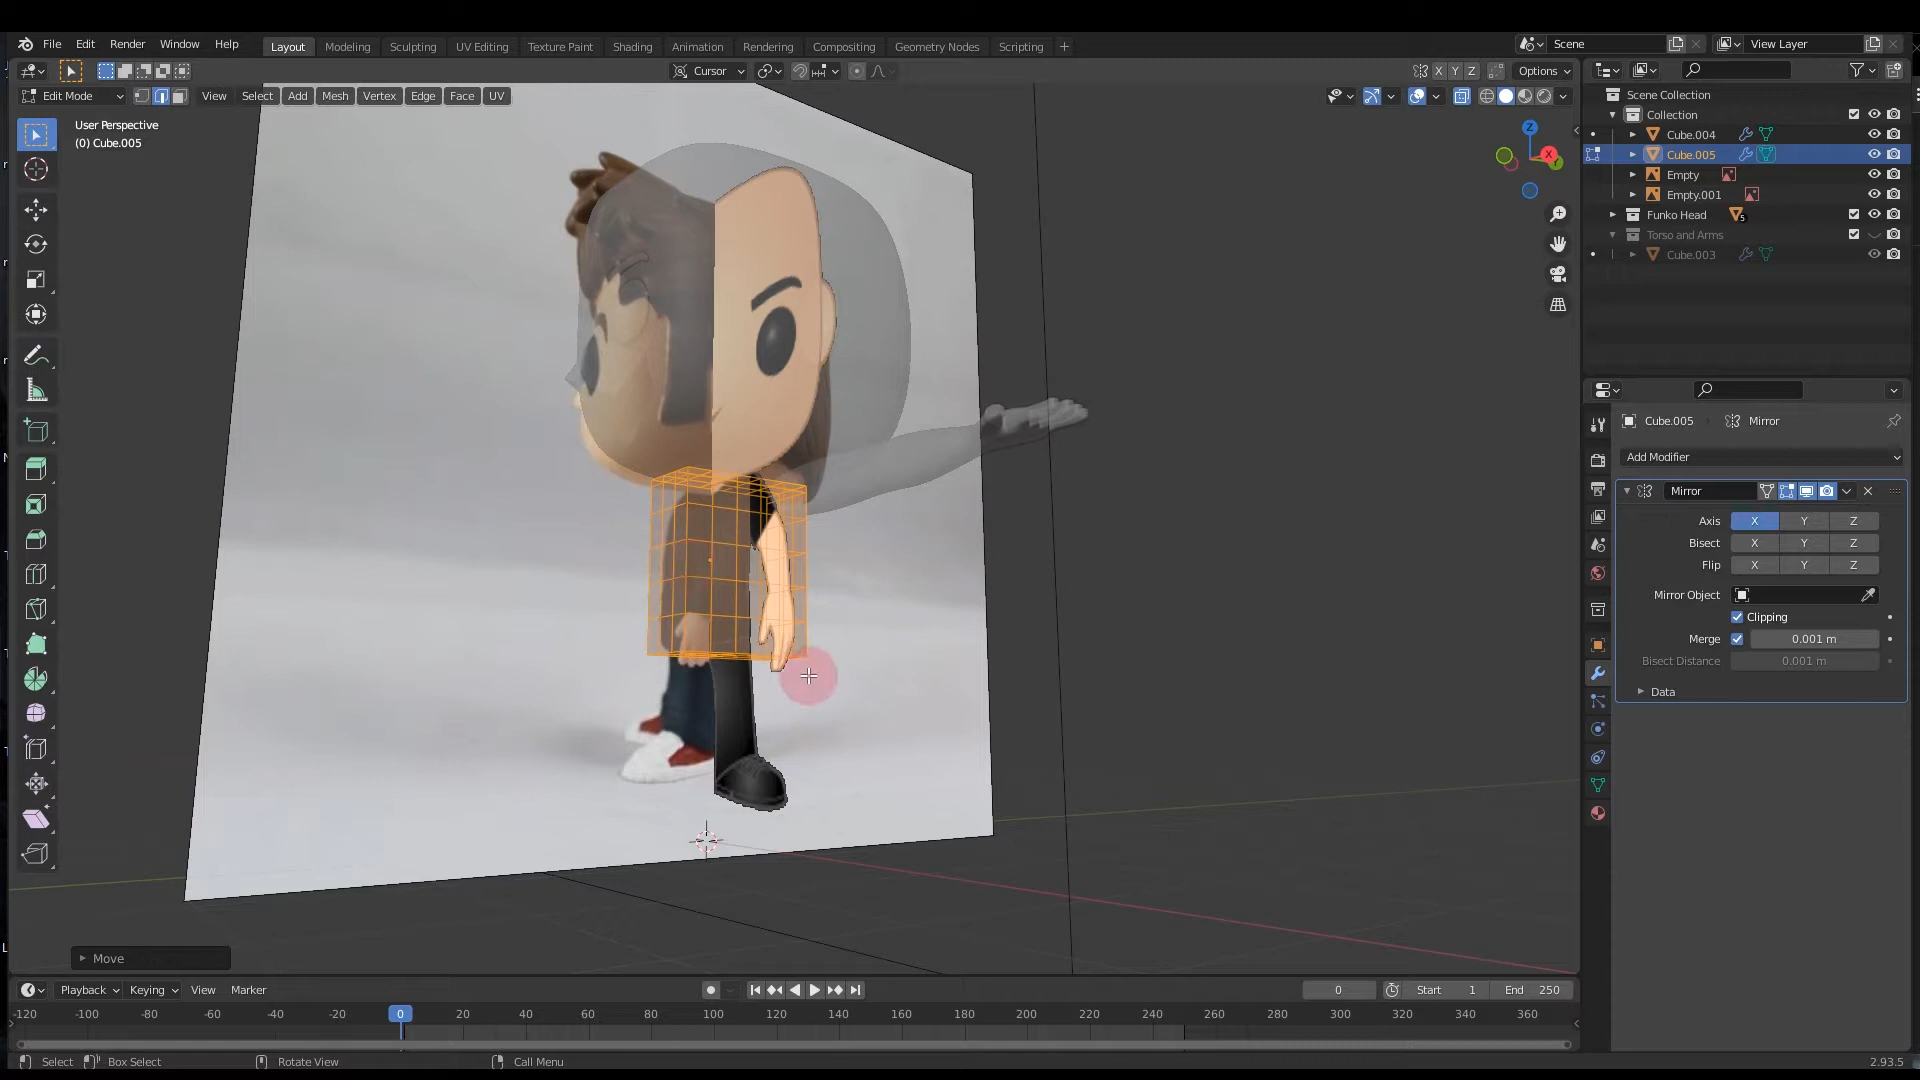 File Edit Render Window Help Layout Modeling Sculpting UV Editing Texture Paint Shading Animation Rendering Compositing Geometry Nodes Scripting + Scene View Layer
Cursor X Y Z Options
Edit Mode View Select Add Mesh Vertex Edge Face UV
User Perspective
(0) Cube.005
Z
X
Scene Collection
Collection
Cube.004
Cube.005
Empty
Empty.001
Funko Head 5
Torso and Arms
Cube.003
Cube.005 Mirror
Add Modifier
Mirror
Axis X Y Z
Bisect X Y Z
Flip X Y Z
Mirror Object
Clipping
Merge 0.001 m
Bisect Distance 0.001 m
Data
Move
Playback Keying View Marker 0 Start 1 End 250
-120 -100 -80 -60 -40 -20 0 20 40 60 80 100 120 140 160 180 200 220 240 260 280 300 320 340 360
Select Box Select Rotate View Call Menu 2.93.5